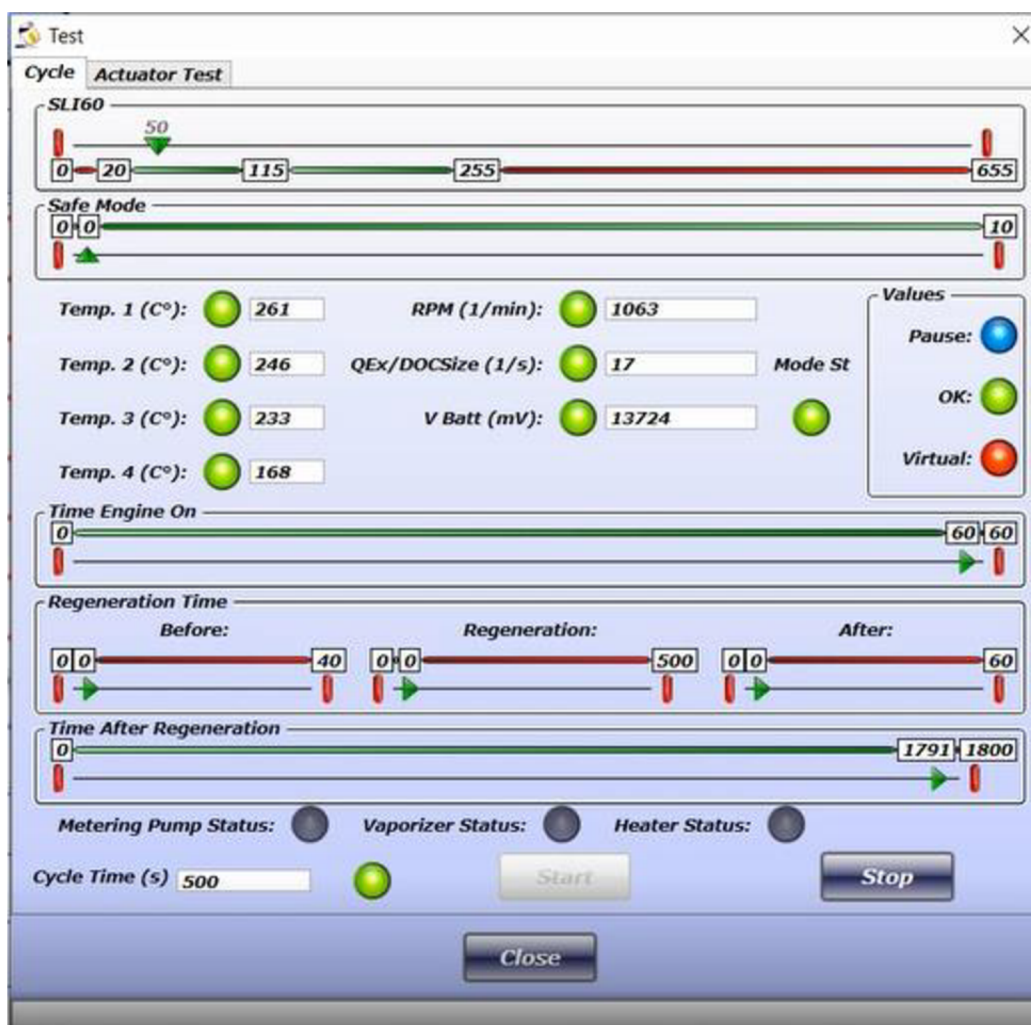 Test
Cycle Actuator Test
SLI60
50
0 20 115 255 655
Safe Mode
0 0 10
Temp. 1 (C°): 261 RPM (1/min): 1063
Values
Pause:
Temp. 2 (C°): 246 QEx/DOCSize (1/s): 17 Mode St
OK:
Temp. 3 (C°): 233 V Batt (mV): 13724
Virtual:
Temp. 4 (C°): 168
Time Engine On
0 60 60
Regeneration Time
Before: Regeneration: After:
0 0 40 0 0 500 0 0 60
Time After Regeneration
0 1791 1800
Metering Pump Status: Vaporizer Status: Heater Status:
Cycle Time (s) 500 Start Stop
Close